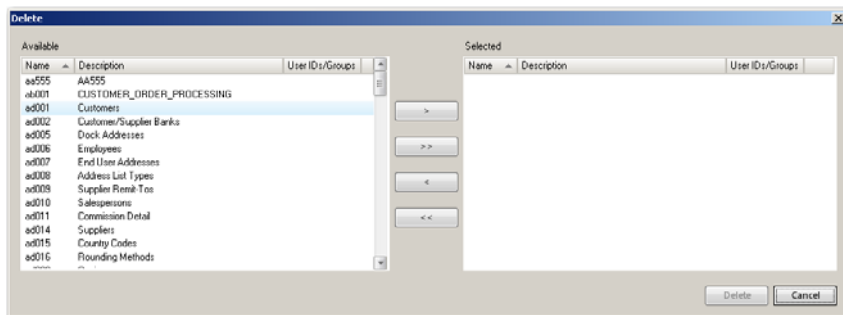 Delete
Available
Selected
Name Description User IDs/Groups
Name Description User IDs/Groups
aa555 AA555
ab001 CUSTOMER_ORDER_PROCESSING
ad001 Customers
ad002 Customer/Supplier Banks
ad005 Dock Addresses
ad006 Employees
ad007 End User Addresses
ad008 Address List Types
ad009 Supplier Remit-Tos
ad010 Salespersons
ad011 Commission Detail
ad014 Suppliers
ad015 Country Codes
ad016 Rounding Methods
>
>>
<
<<
Delete Cancel